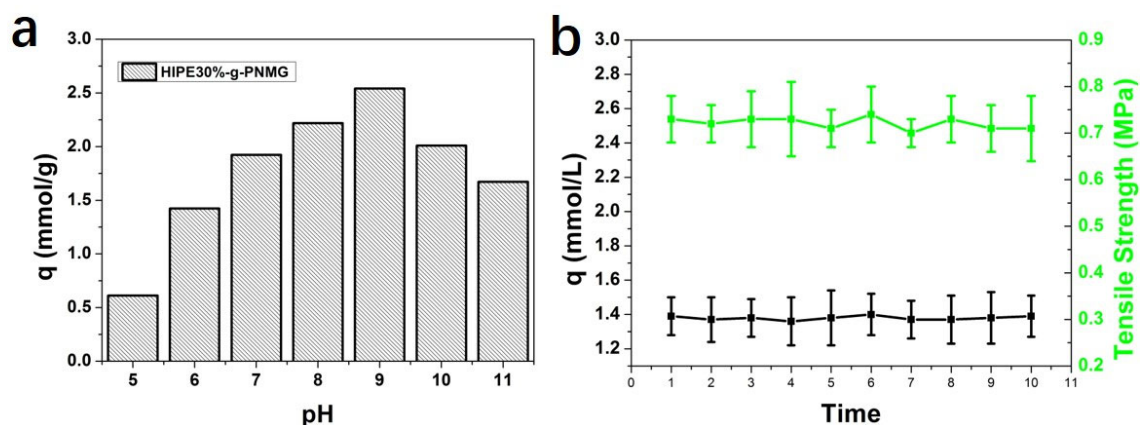 a
3.0
2.5
2.0
1.5
1.0
0.5
0.0
q (mmol/g)
HIPE30%-g-PNMG
5 6 7 8 9 10 11
pH
b
3.0
2.8
2.6
2.4
2.2
2.0
1.8
1.6
1.4
1.2
q (mmol/L)
0 1 2 3 4 5 6 7 8 9 10 11
Time
0.9
0.8
0.7
0.6
0.5
0.4
0.3
0.2
Tensile Strength (MPa)